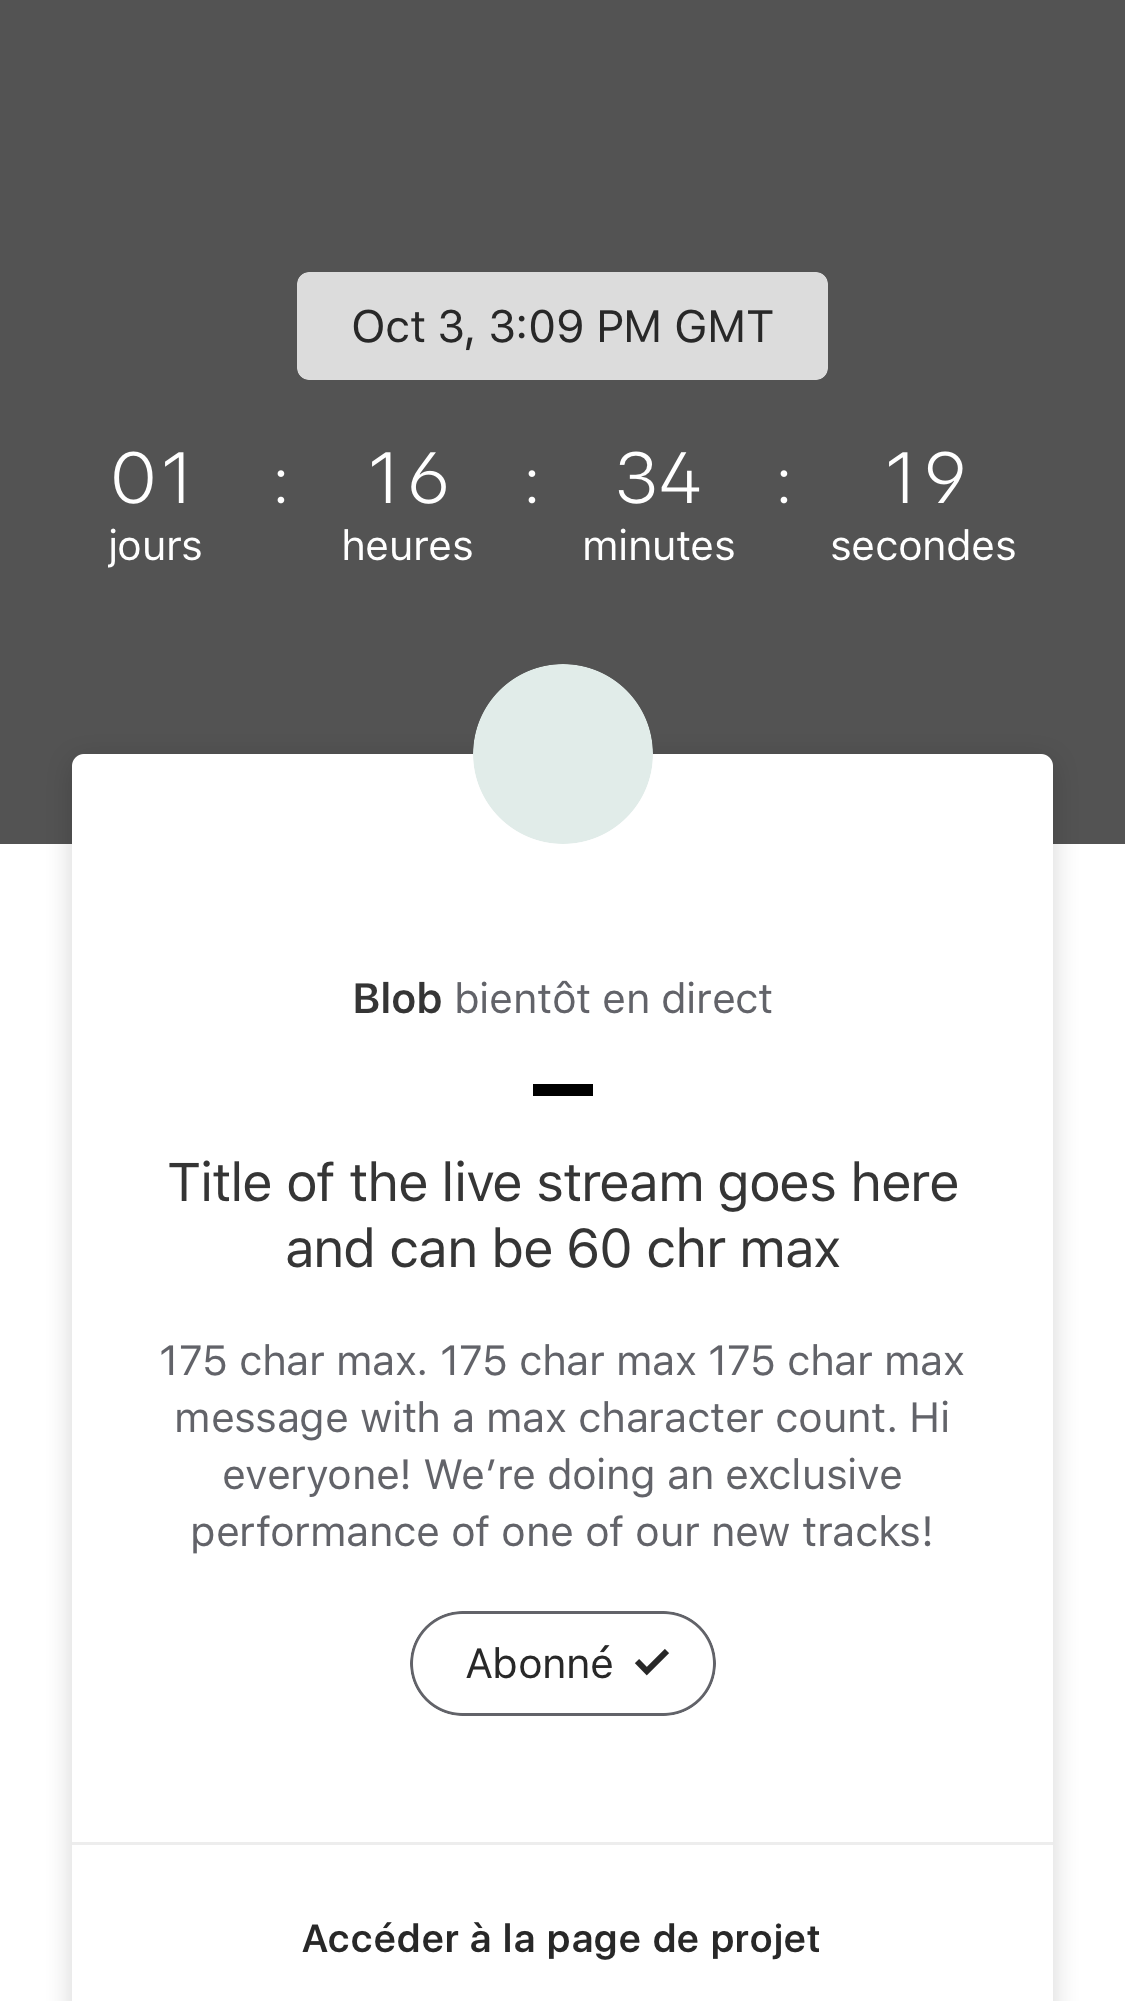 Oct 3, 3:09 PM GMT
01 : 16 : 34 : 19
jours heures minutes secondes
Blob bientôt en direct
Title of the live stream goes here
and can be 60 chr max
175 char max. 175 char max 175 char max
message with a max character count. Hi
everyone! We’re doing an exclusive
performance of one of our new tracks!
Abonné ✓
Accéder à la page de projet